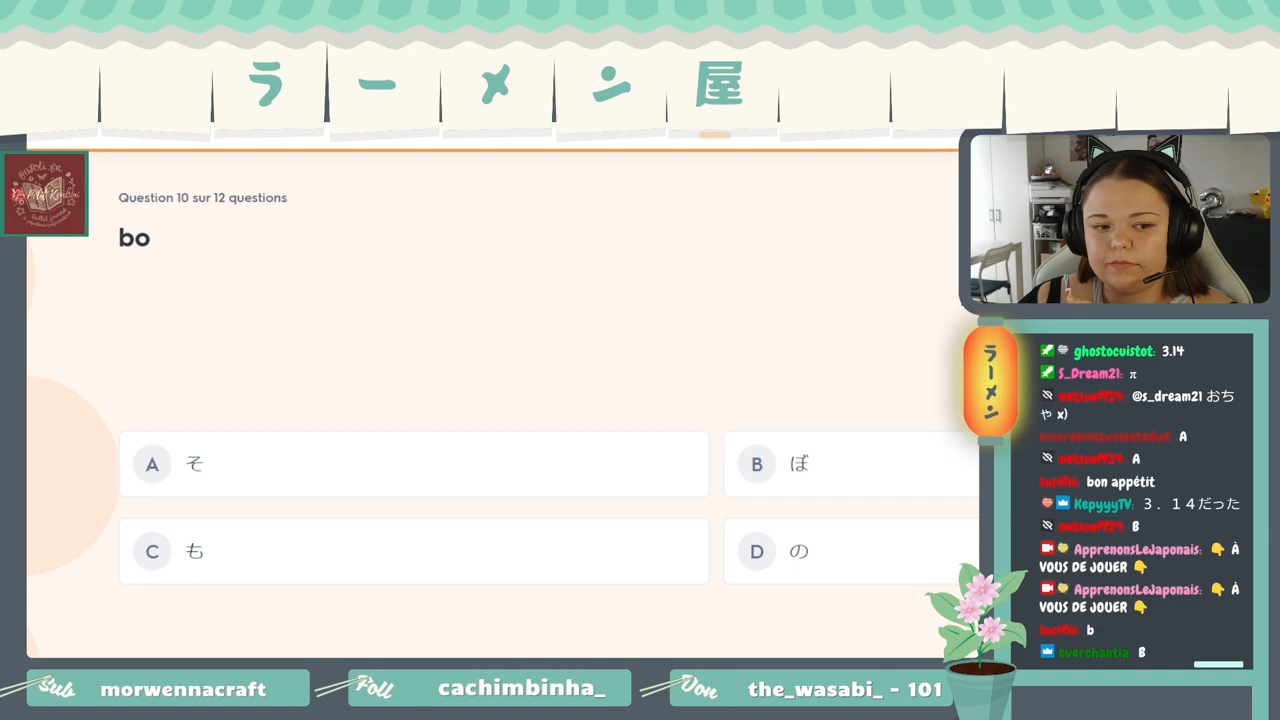 ラーメン屋
Question 10 sur 12 questions
bo
A そ
B ぼ
C も
D の
ラーメン
ghostocuistot: 3.14
S_Dream21: π
@s_dream21 おち
ゃ x)
A
A
bon appétit
KepyyyTV: ３．１４だった
B
ApprenonsLeJaponais: 👇 À
VOUS DE JOUER 👇
ApprenonsLeJaponais: 👇 À
VOUS DE JOUER 👇
b
everchantia: B
Sub morwennacraft
Foll cachimbinha_
Don the_wasabi_ - 101